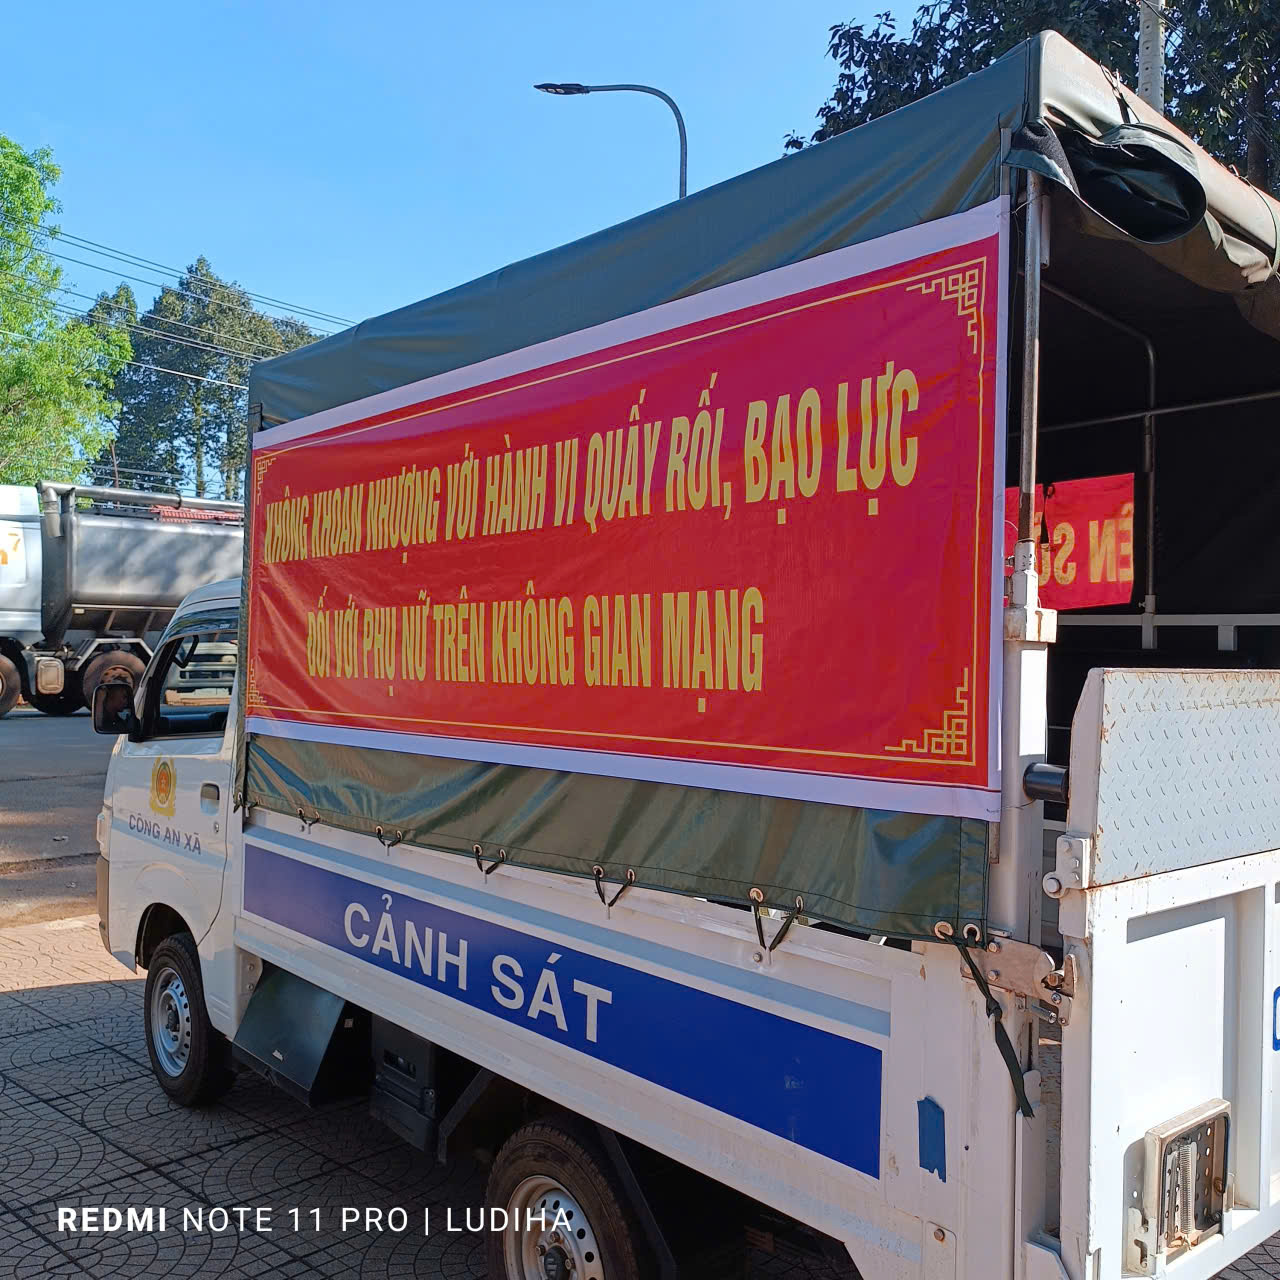 KHÔNG KHOAN NHƯỢNG VỚI HÀNH VI QUẤY RỐI, BẠO LỰC
ĐỐI VỚI PHỤ NỮ TRÊN KHÔNG GIAN MẠNG
CÔNG AN XÃ
CẢNH SÁT
REDMI NOTE 11 PRO | LUDIHA